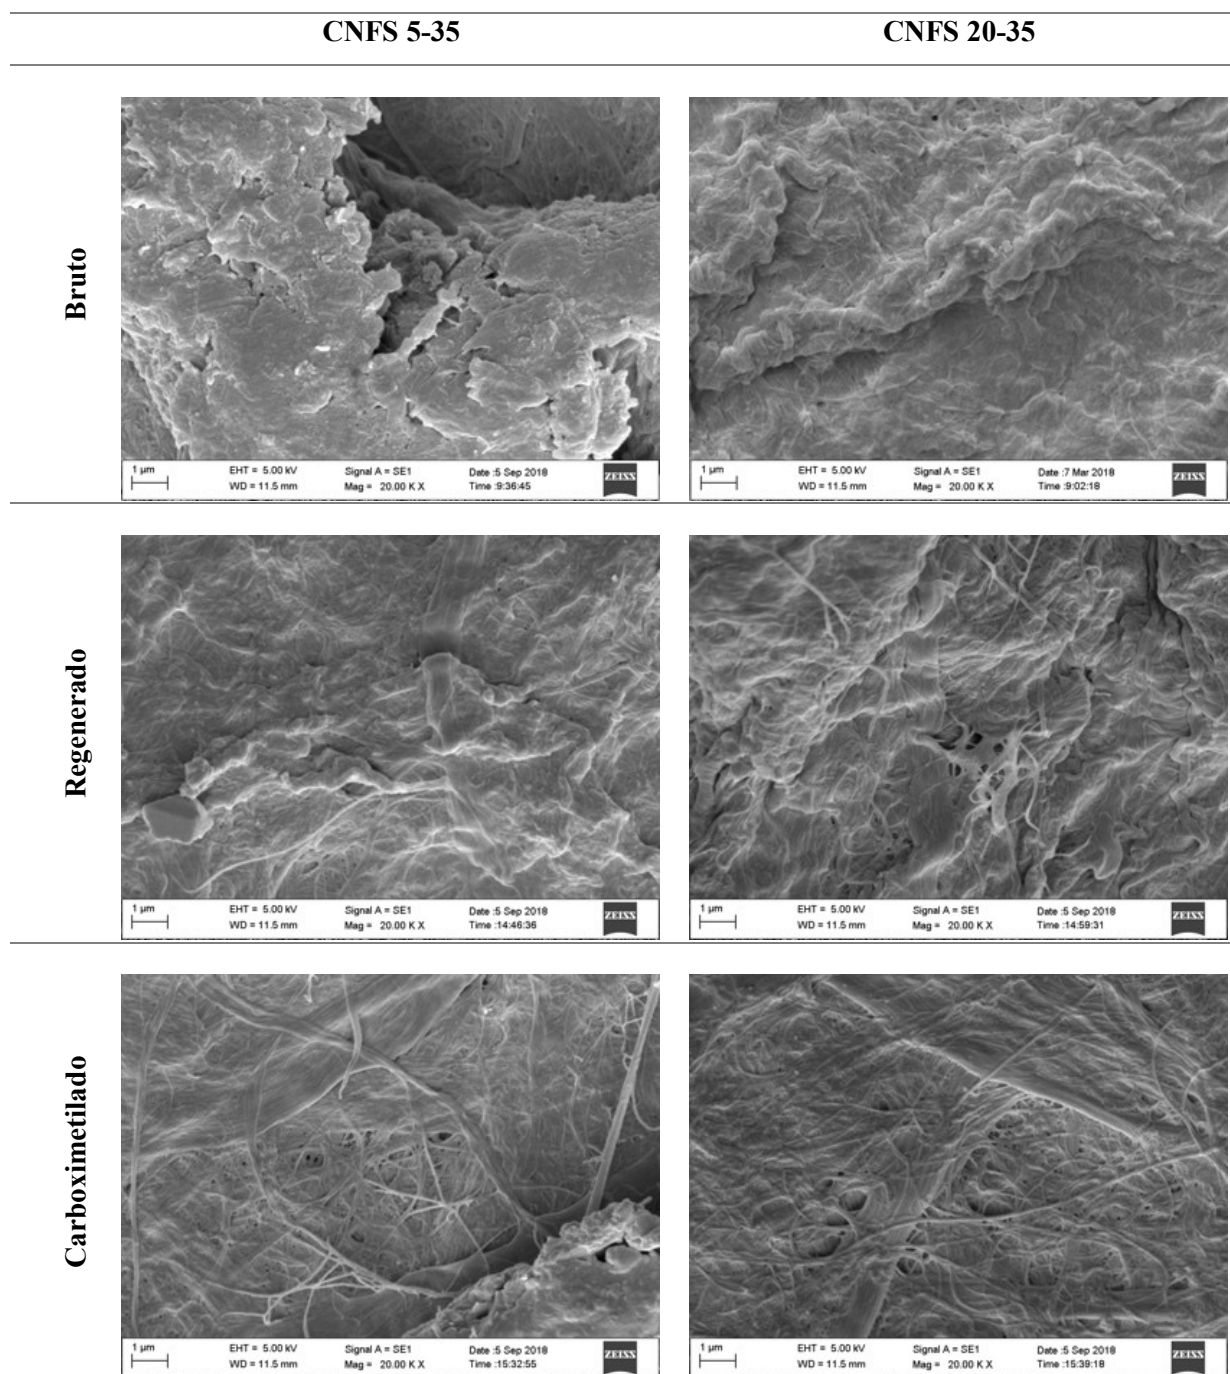 CNFS 5-35 CNFS 20-35
Bruto
1 µm EHT = 5.00 kV Signal A = SE1 Date :5 Sep 2018 ZEISS
WD = 11.5 mm Mag = 20.00 K X Time :9:36:45
1 µm EHT = 5.00 kV Signal A = SE1 Date :7 Mar 2018 ZEISS
WD = 11.5 mm Mag = 20.00 K X Time :9:02:18
Regenerado
1 µm EHT = 5.00 kV Signal A = SE1 Date :5 Sep 2018 ZEISS
WD = 11.5 mm Mag = 20.00 K X Time :14:46:36
1 µm EHT = 5.00 kV Signal A = SE1 Date :5 Sep 2018 ZEISS
WD = 11.5 mm Mag = 20.00 K X Time :14:59:31
Carboximetilado
1 µm EHT = 5.00 kV Signal A = SE1 Date :5 Sep 2018 ZEISS
WD = 11.5 mm Mag = 20.00 K X Time :15:32:55
1 µm EHT = 5.00 kV Signal A = SE1 Date :5 Sep 2018 ZEISS
WD = 11.5 mm Mag = 20.00 K X Time :15:39:18